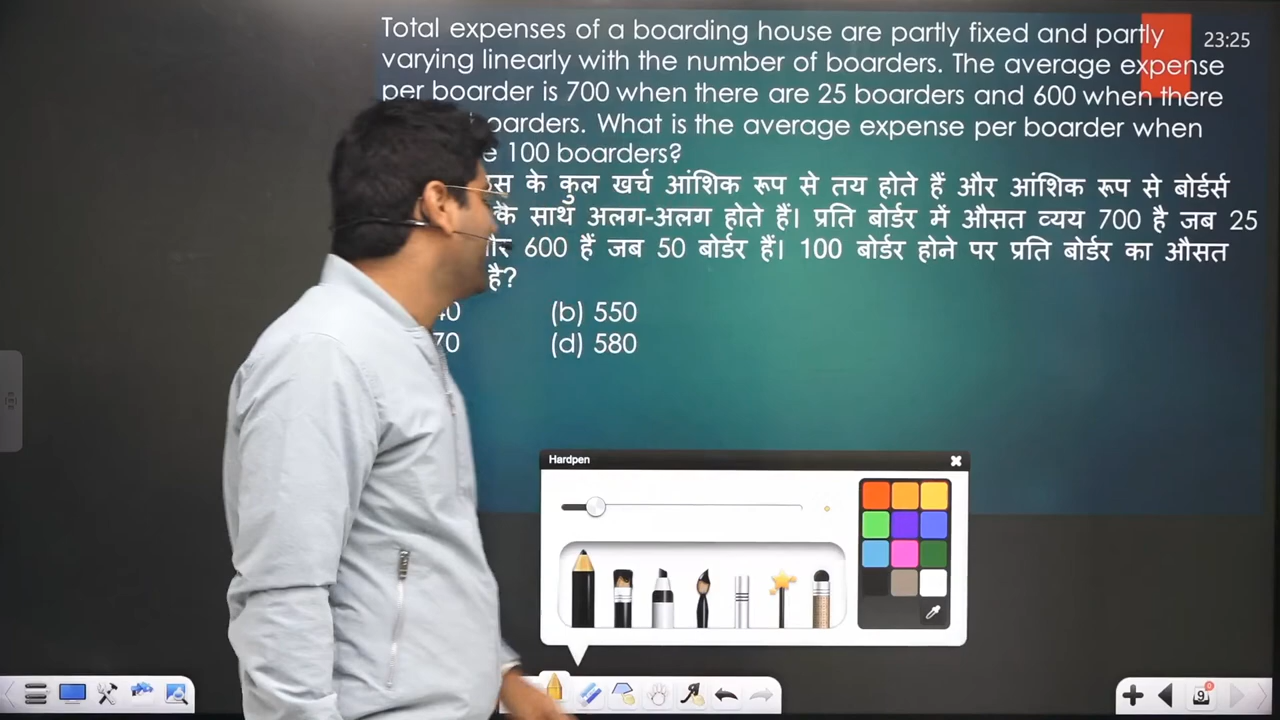 Total expenses of a boarding house are partly fixed and partly
23:25
varying linearly with the number of boarders. The average expense
per boarder is 700 when there are 25 boarders and 600 when there
boarders. What is the average expense per boarder when
100 boarders?
के कुल खर्च आंशिक रूप से तय होते हैं और आंशिक रूप से बोर्डर्स
के साथ अलग-अलग होते हैं। प्रति बोर्डर में औसत व्यय 700 है जब 25
600 हैं जब 50 बोर्डर हैं। 100 बोर्डर होने पर प्रति बोर्डर का औसत
है?
(b) 550
(d) 580
Hardpen
9